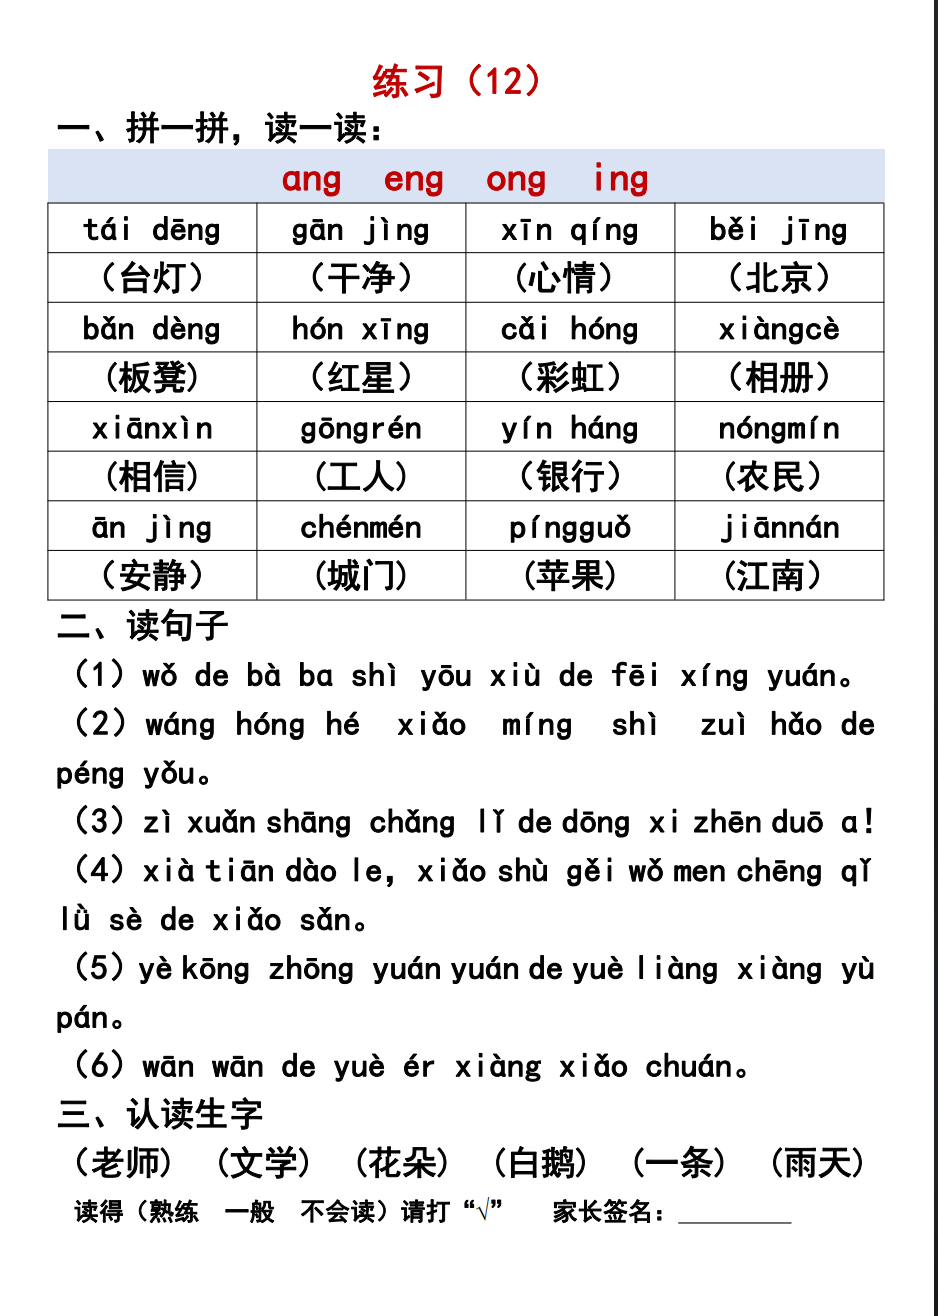 练习（12）
一、拼一拼，读一读：
ang eng ong ing
tái dēng gān jìng xīn qíng běi jīng
（台灯） （干净） (心情） （北京）
bǎn dèng hón xīng cǎi hóng xiàngcè
(板凳) （红星） （彩虹） （相册）
xiānxìn gōngrén yín háng nóngmín
(相信) (工人) （银行） (农民）
ān jìng chénmén píngguǒ jiānnán
（安静） (城门) (苹果) (江南）
二、读句子
（1）wǒ de bà ba shì yōu xiù de fēi xíng yuán。
（2）wáng hóng hé xiǎo míng shì zuì hǎo de
péng yǒu。
（3）zì xuǎn shāng chǎng lǐ de dōng xi zhēn duō a！
（4）xià tiān dào le，xiǎo shù gěi wǒ men chēng qǐ
lǜ sè de xiǎo sǎn。
（5）yè kōng zhōng yuán yuán de yuè liàng xiàng yù
pán。
（6）wān wān de yuè ér xiàng xiǎo chuán。
三、认读生字
（老师） (文学) (花朵) (白鹅) (一条) (雨天)
读得（熟练 一般 不会读）请打“√” 家长签名：_________